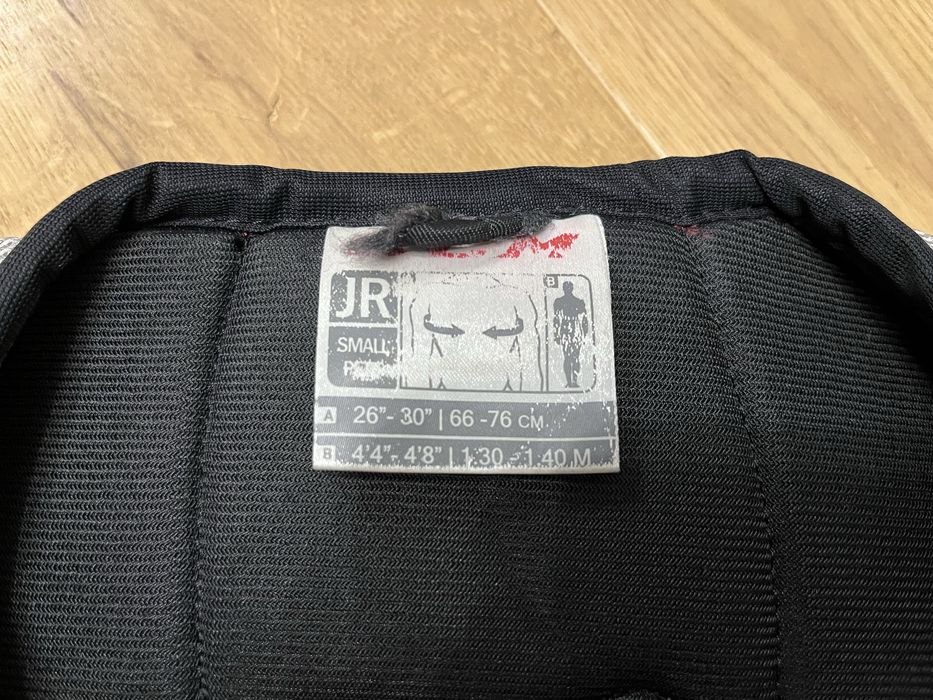 JR
B
SMALL
A 26"- 30" | 66 -76 CM
B 4'4"- 4'8" | 1.30 - 1.40 M